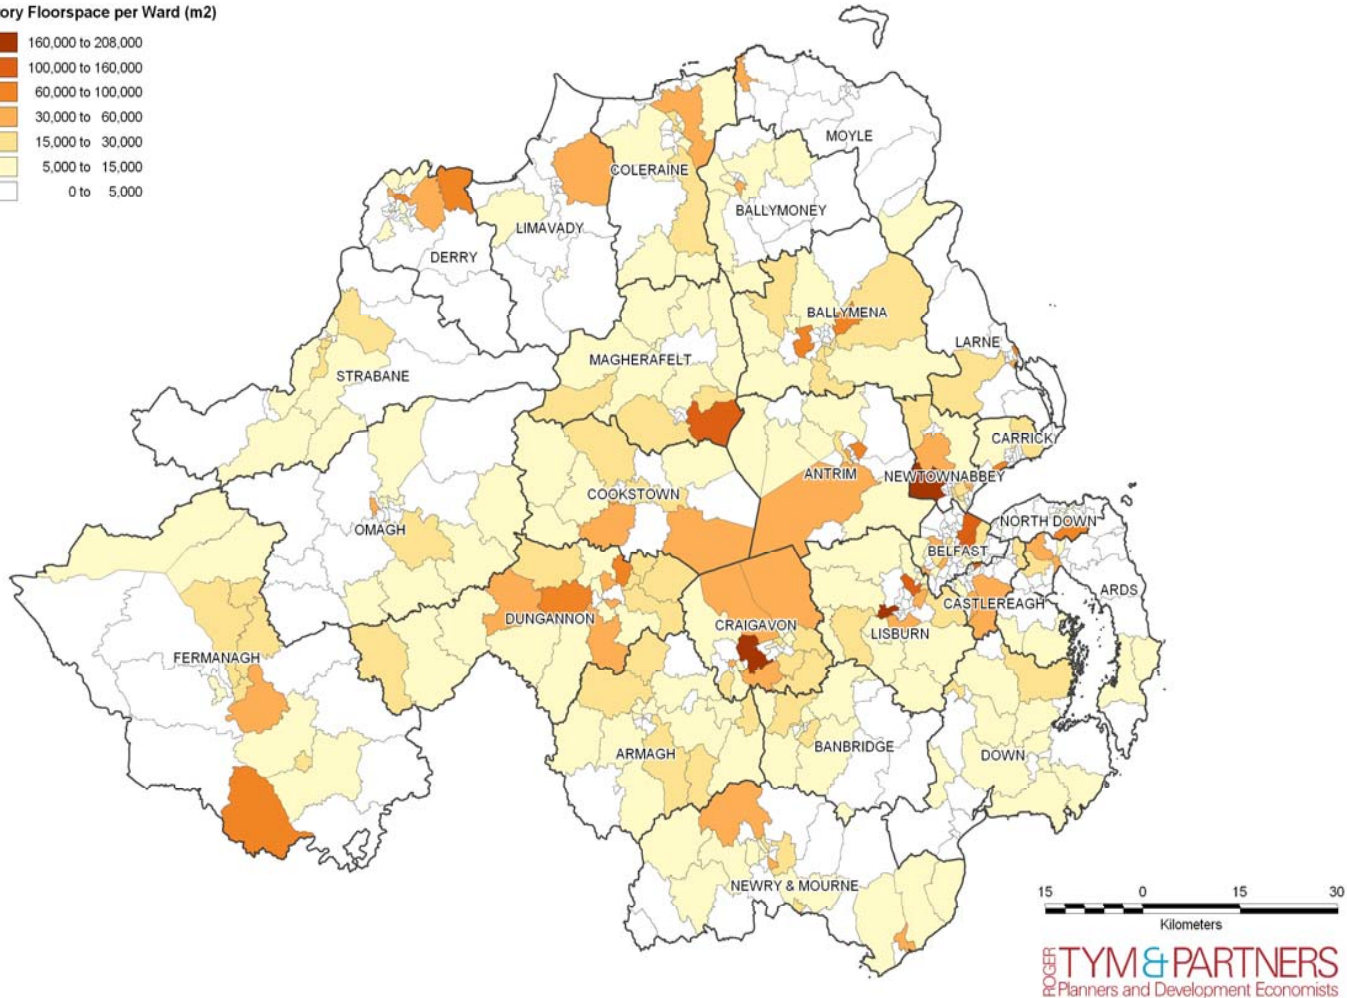 ory Floorspace per Ward (m2)
160,000 to 208,000
100,000 to 160,000
60,000 to 100,000
30,000 to 60,000
15,000 to 30,000
5,000 to 15,000
0 to 5,000
MOYLE
COLERAINE
BALLYMONEY
LIMAVADY
DERRY
BALLYMENA
LARNE
MAGHERAFELT
STRABANE
CARRICK
ANTRIM
NEWTOWNABBEY
COOKSTOWN
NORTH DOWN
OMAGH
BELFAST
ARDS
CASTLEREAGH
DUNGANNON
CRAIGAVON
LISBURN
FERMANAGH
ARMAGH
BANBRIDGE
DOWN
NEWRY & MOURNE
15 0 15 30
Kilometers
ROGER
TYM & PARTNERS
Planners and Development Economists